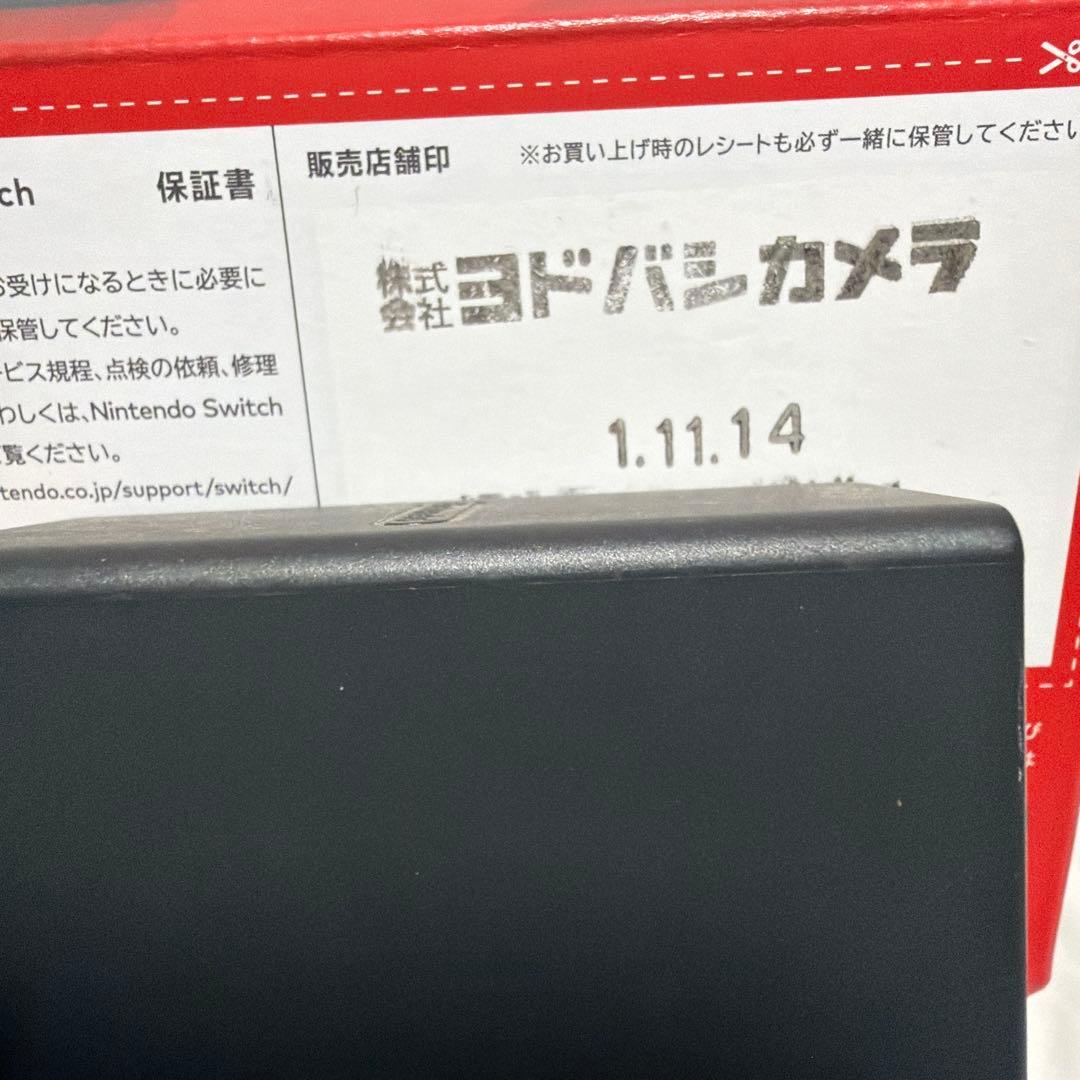 ch 保証書
お受けになるときに必要に
保管してください。
ービス規程、点検の依頼、修理
わしくは、Nintendo Switch
覧ください。
tendo.co.jp/support/switch/
販売店舗印
※お買い上げ時のレシートも必ず一緒に保管してください
株式会社ヨドバシカメラ
1.11.14
び